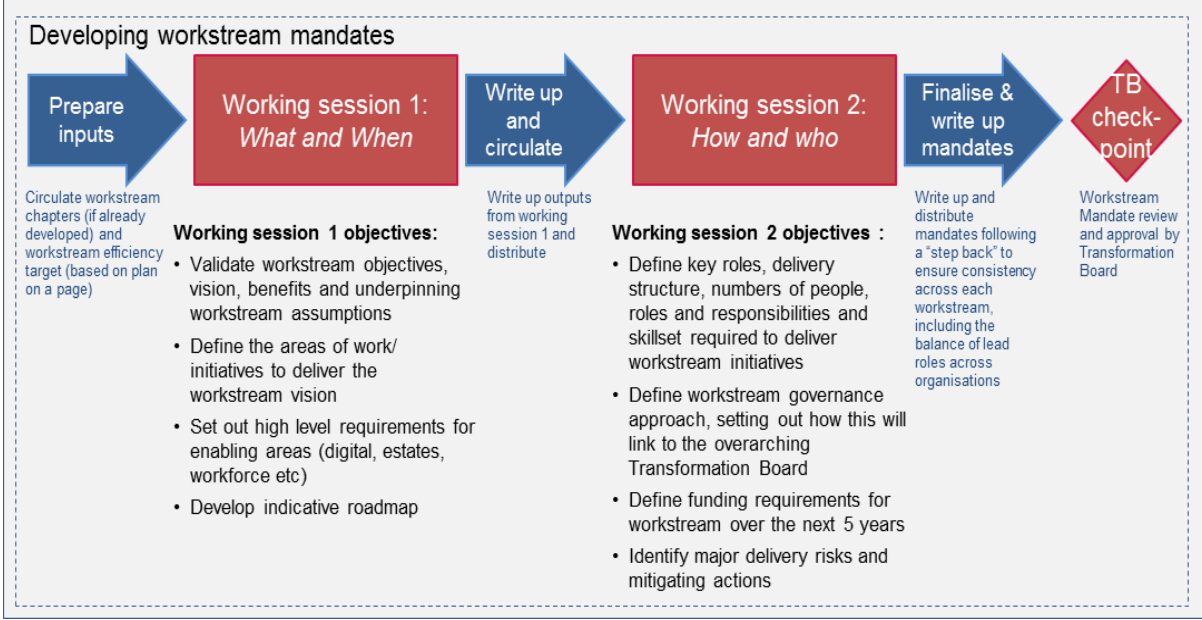 Developing workstream mandates
Prepare
inputs
Working session 1:
What and When
Write up
and
circulate
Working session 2:
How and who
Finalise &
write up
mandates
TB
check-
point
Circulate workstream
chapters (if already
developed) and
workstream efficiency
target (based on plan
on a page)
Working session 1 objectives:
• Validate workstream objectives,
vision, benefits and underpinning
workstream assumptions
• Define the areas of work/
initiatives to deliver the
workstream vision
• Set out high level requirements for
enabling areas (digital, estates,
workforce etc)
• Develop indicative roadmap
Write up outputs
from working
session 1 and
distribute
Working session 2 objectives :
• Define key roles, delivery
structure, numbers of people,
roles and responsibilities and
skillset required to deliver
workstream initiatives
• Define workstream governance
approach, setting out how this will
link to the overarching
Transformation Board
• Define funding requirements for
workstream over the next 5 years
• Identify major delivery risks and
mitigating actions
Write up and
distribute
mandates following
a “step back” to
ensure consistency
across each
workstream,
including the
balance of lead
roles across
organisations
Workstream
Mandate review
and approval by
Transformation
Board